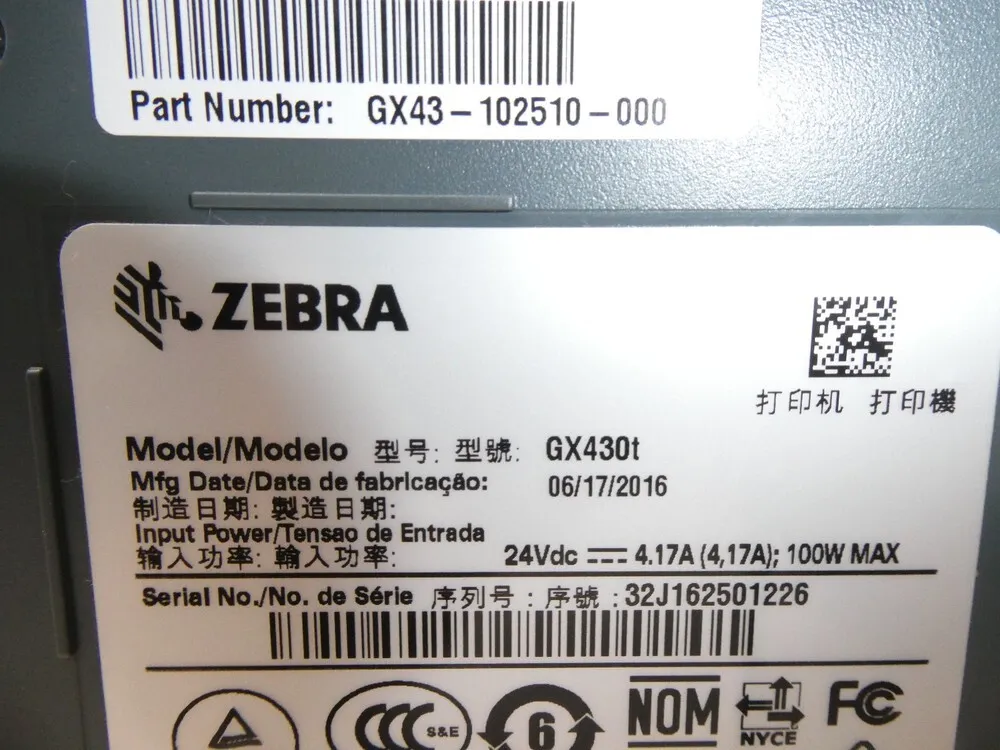 Part Number: GX43-102510-000
ZEBRA
打印机 打印機
Model/Modelo 型号: 型號: GX430t
Mfg Date/Data de fabricação: 06/17/2016
制造日期: 製造日期:
Input Power/Tensao de Entrada
输入功率: 輸入功率: 24Vdc ⎓ 4.17A (4,17A); 100W MAX
Serial No./No. de Série 序列号: 序號: 32J162501226
CCC S&E 6 NOM NYCE FC